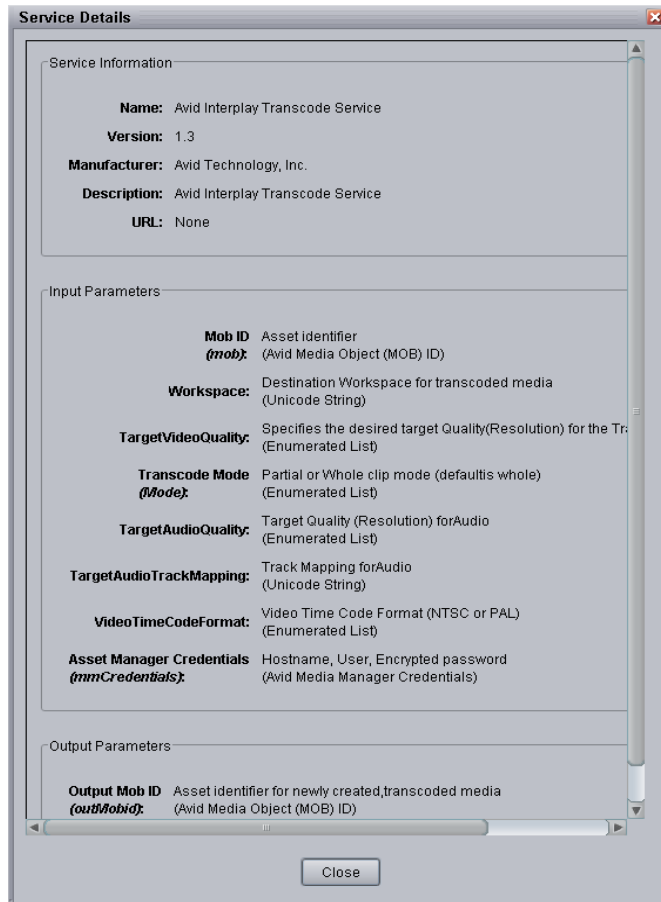 Service Details
Service Information
Name: Avid Interplay Transcode Service
Version: 1.3
Manufacturer: Avid Technology, Inc.
Description: Avid Interplay Transcode Service
URL: None
Input Parameters
Mob ID Asset identifier
(mob): (Avid Media Object (MOB) ID)
Workspace: Destination Workspace for transcoded media
(Unicode String)
TargetVideoQuality: Specifies the desired target Quality(Resolution) for the Tra
(Enumerated List)
Transcode Mode Partial or Whole clip mode (defaultis whole)
(Mode): (Enumerated List)
TargetAudioQuality: Target Quality (Resolution) forAudio
(Enumerated List)
TargetAudioTrackMapping: Track Mapping forAudio
(Unicode String)
VideoTimeCodeFormat: Video Time Code Format (NTSC or PAL)
(Enumerated List)
Asset Manager Credentials Hostname, User, Encrypted password
(mmCredentials): (Avid Media Manager Credentials)
Output Parameters
Output Mob ID Asset identifier for newly created,transcoded media
(outMobid): (Avid Media Object (MOB) ID)
Close